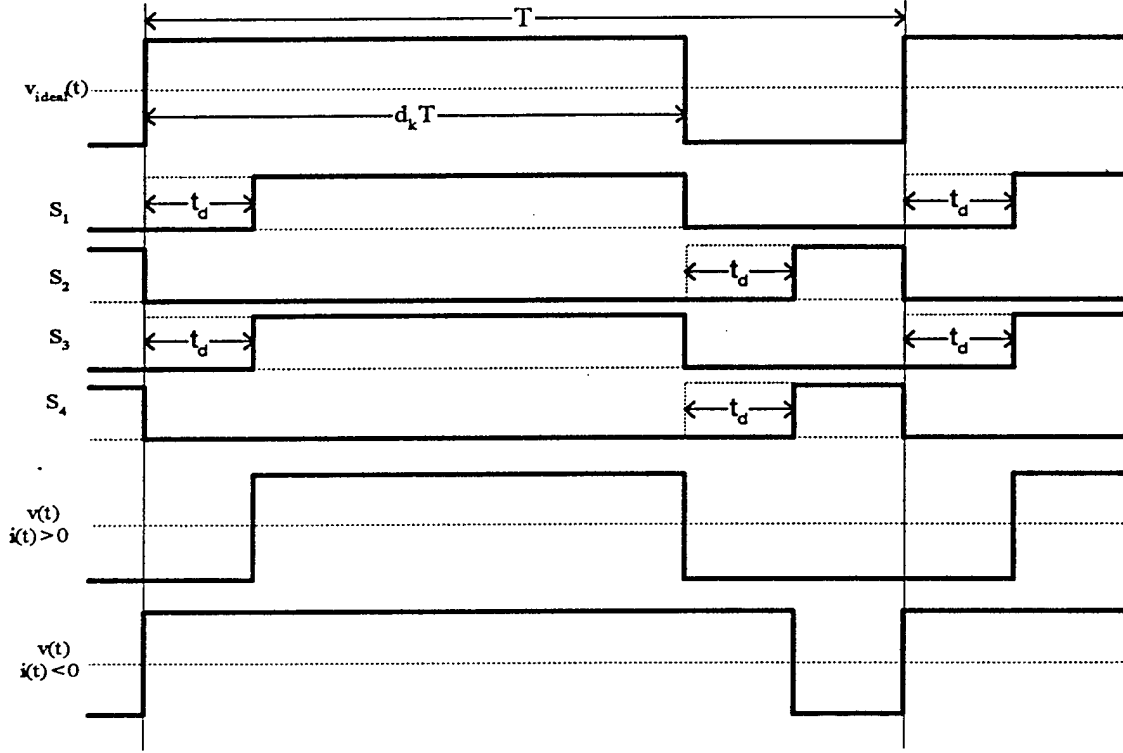 T
v_ideal(t)
d_k T
S_1
t_d
t_d
S_2
t_d
S_3
t_d
t_d
S_4
t_d
v(t)
i(t)>0
v(t)
i(t)<0